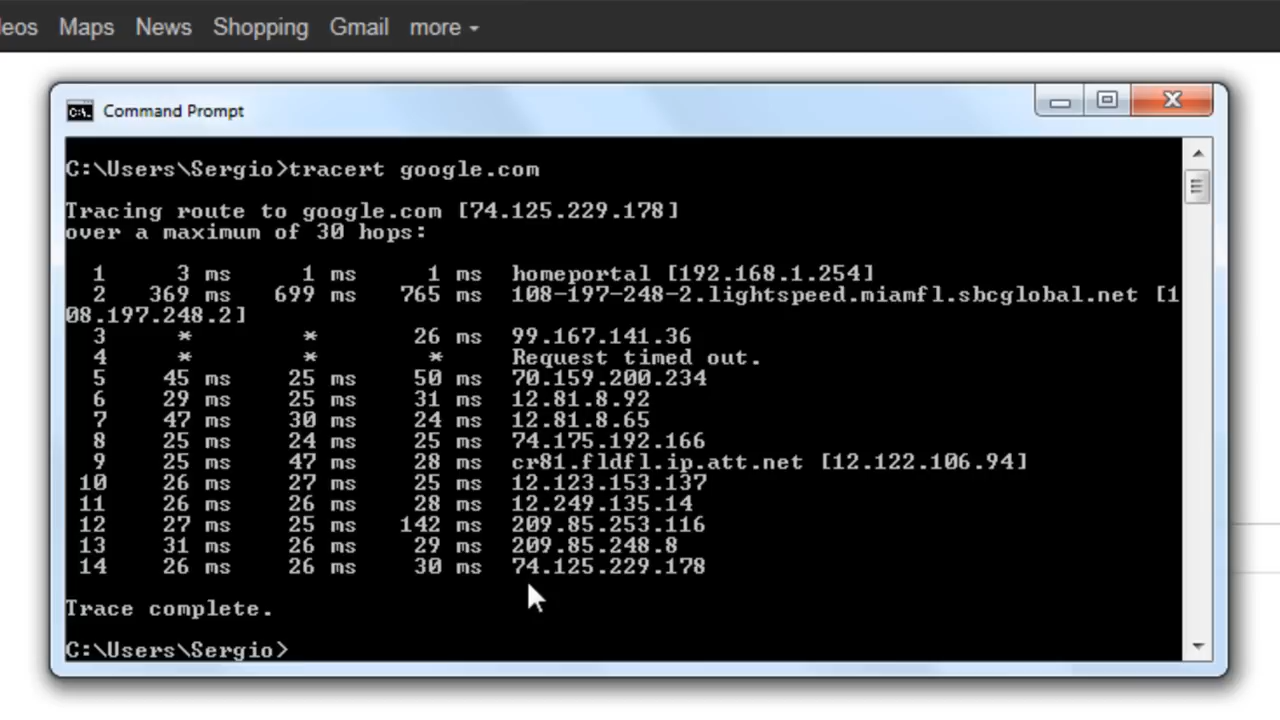 eos Maps News Shopping Gmail more
Command Prompt
C:\Users\Sergio>tracert google.com
Tracing route to google.com [74.125.229.178]
over a maximum of 30 hops:
1 3 ms 1 ms 1 ms homeportal [192.168.1.254]
2 369 ms 699 ms 765 ms 108-197-248-2.lightspeed.miamfl.sbcglobal.net [1
08.197.248.2]
3 * * 26 ms 99.167.141.36
4 * * * Request timed out.
5 45 ms 25 ms 50 ms 70.159.200.234
6 29 ms 25 ms 31 ms 12.81.8.92
7 47 ms 30 ms 24 ms 12.81.8.65
8 25 ms 24 ms 25 ms 74.175.192.166
9 25 ms 47 ms 28 ms cr81.fldfl.ip.att.net [12.122.106.94]
10 26 ms 27 ms 25 ms 12.123.153.137
11 26 ms 26 ms 28 ms 12.249.135.14
12 27 ms 25 ms 142 ms 209.85.253.116
13 31 ms 26 ms 29 ms 209.85.248.8
14 26 ms 26 ms 30 ms 74.125.229.178
Trace complete.
C:\Users\Sergio>